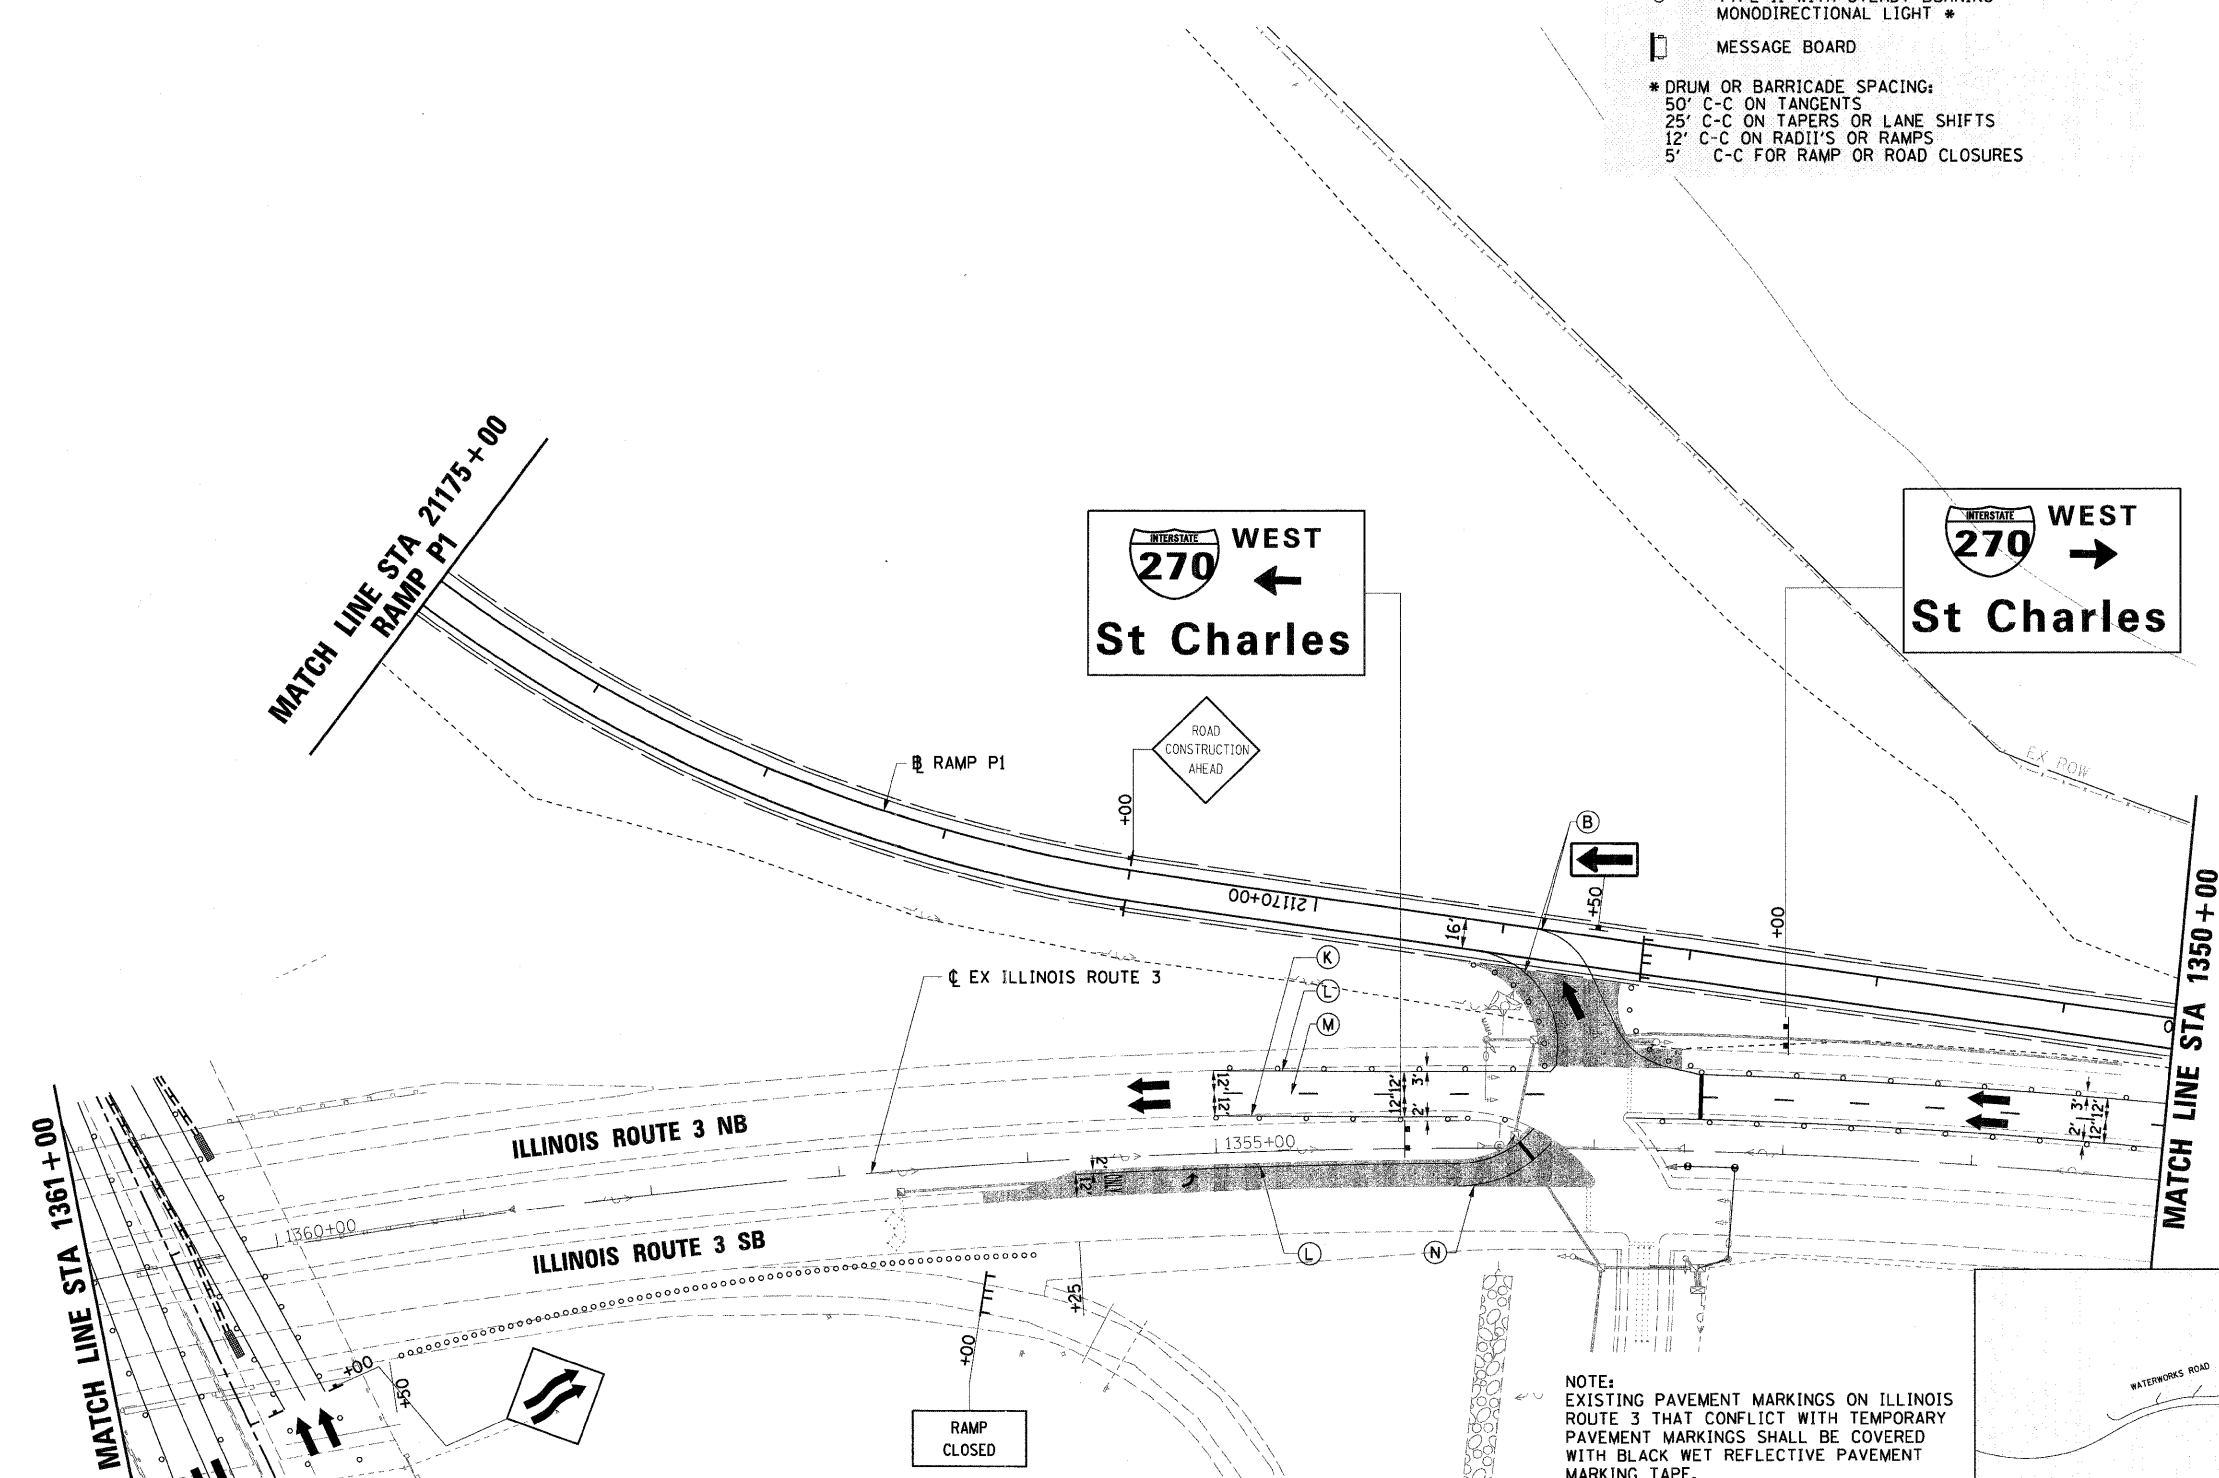 MONODIRECTIONAL LIGHT *
MESSAGE BOARD
* DRUM OR BARRICADE SPACING:
50' C-C ON TANGENTS
25' C-C ON TAPERS OR LANE SHIFTS
12' C-C ON RADII'S OR RAMPS
5' C-C FOR RAMP OR ROAD CLOSURES
MATCH LINE STA 21175+00
RAMP P1
INTERSTATE
270 WEST
St Charles
INTERSTATE
270 WEST
St Charles
ROAD
CONSTRUCTION
AHEAD
EX ROW
℄ RAMP P1
+00
B
+50
+00
21170+00
16'
MATCH LINE STA 1350+00
℄ EX ILLINOIS ROUTE 3
K
L
M
12' 12'
12' 12'
3'
2'
3'
2'
12' 12'
ILLINOIS ROUTE 3 NB
1355+00
2'
12'
ONLY
MATCH LINE STA 1361+00
1360+00
ILLINOIS ROUTE 3 SB
L
N
+25
+00
+00
+50
RAMP
CLOSED
NOTE:
EXISTING PAVEMENT MARKINGS ON ILLINOIS
ROUTE 3 THAT CONFLICT WITH TEMPORARY
PAVEMENT MARKINGS SHALL BE COVERED
WITH BLACK WET REFLECTIVE PAVEMENT
MARKING TAPE.
WATERWORKS ROAD